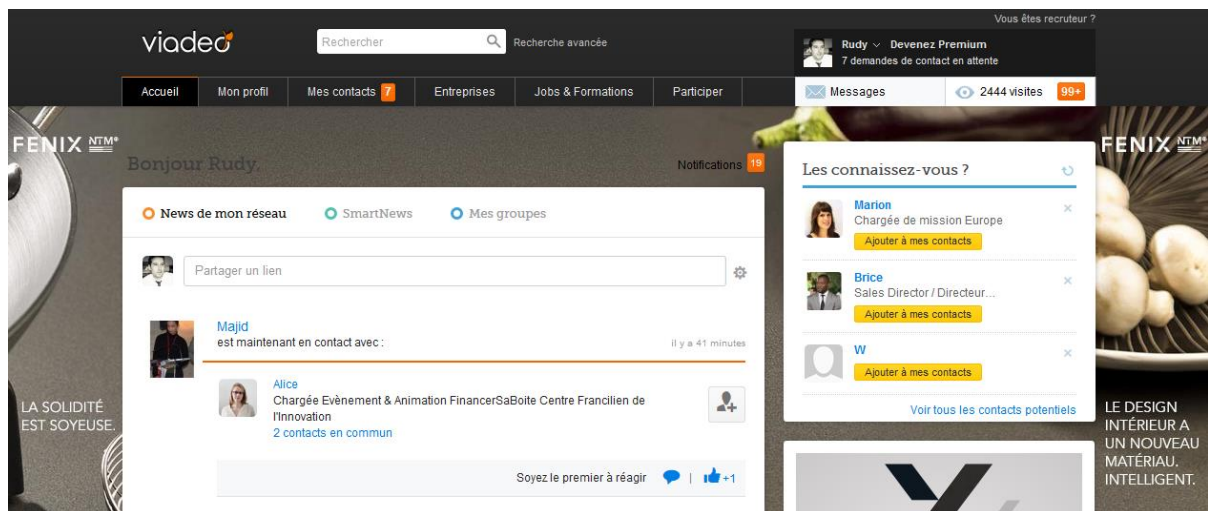 Vous êtes recruteur ?
viadeo
Rechercher
Recherche avancée
Rudy Devenez Premium
7 demandes de contact en attente
Accueil Mon profil Mes contacts 7 Entreprises Jobs & Formations Participer
Messages 2444 visites 99+
FENIX NTM®
FENIX NTM®
Bonjour Rudy.
Notifications 19
Les connaissez-vous ?
News de mon réseau SmartNews Mes groupes
Partager un lien
Marion
Chargée de mission Europe
Ajouter à mes contacts
Brice
Sales Director / Directeur...
Ajouter à mes contacts
W
Ajouter à mes contacts
Voir tous les contacts potentiels
Majid
est maintenant en contact avec :
il y a 41 minutes
Alice
Chargée Evènement & Animation FinancerSaBoite Centre Francilien de
l'Innovation
2 contacts en commun
Soyez le premier à réagir | +1
LA SOLIDITÉ
EST SOYEUSE.
LE DESIGN
INTÉRIEUR A
UN NOUVEAU
MATÉRIAU.
INTELLIGENT.